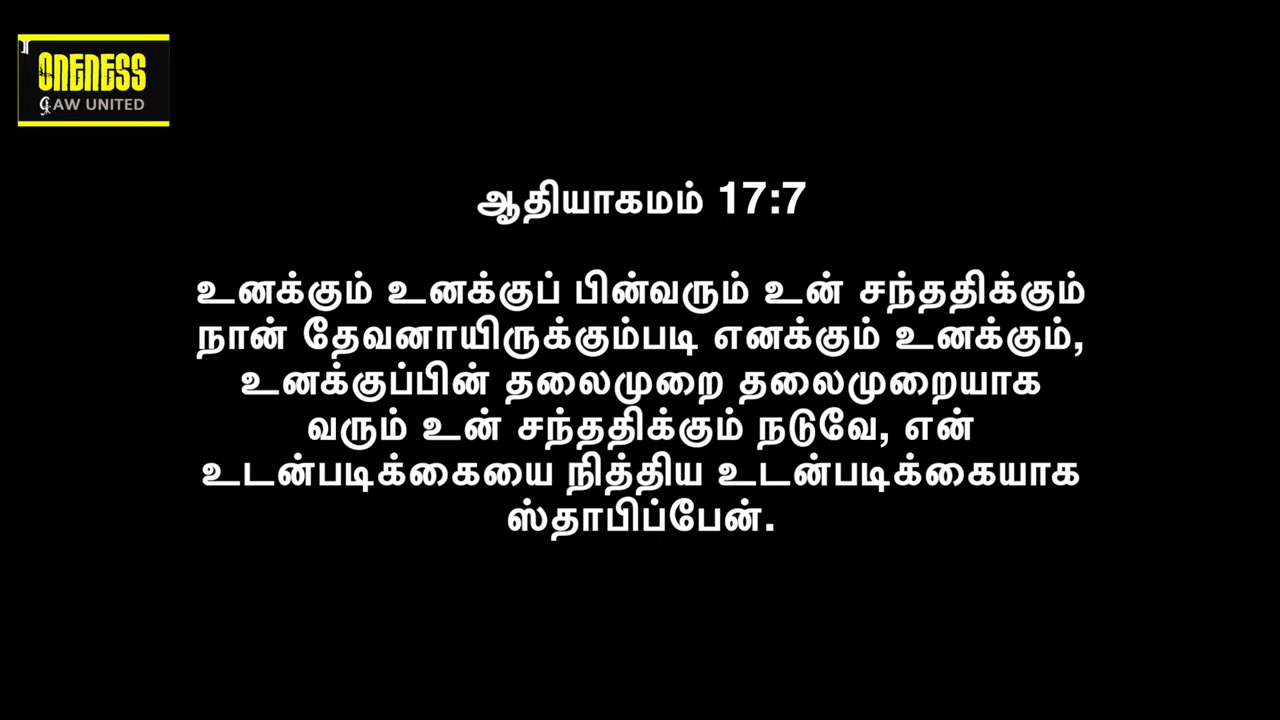 ONENESS
GAW UNITED
ஆதியாகமம் 17:7
உனக்கும் உனக்குப் பின்வரும் உன் சந்ததிக்கும்
நான் தேவனாயிருக்கும்படி எனக்கும் உனக்கும்,
உனக்குப்பின் தலைமுறை தலைமுறையாக
வரும் உன் சந்ததிக்கும் நடுவே, என்
உடன்படிக்கையை நித்திய உடன்படிக்கையாக
ஸ்தாபிப்பேன்.